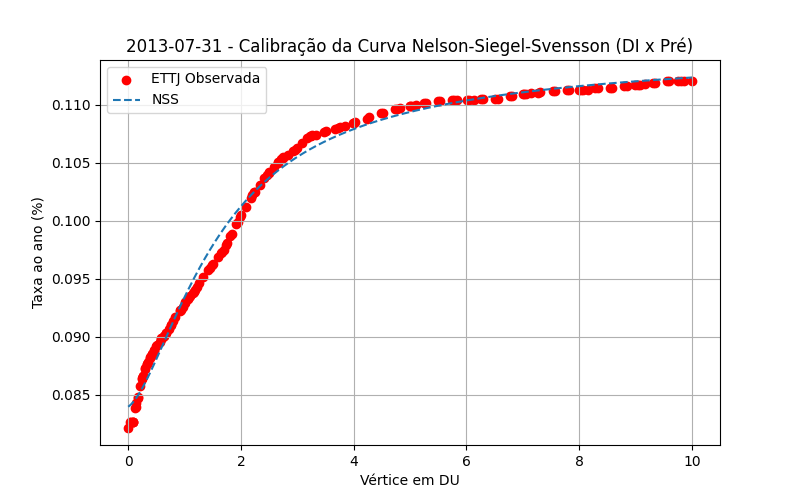 2013-07-31 - Calibração da Curva Nelson-Siegel-Svensson (DI x Pré)
ETTJ Observada
NSS
Taxa ao ano (%)
0.110
0.105
0.100
0.095
0.090
0.085
0 2 4 6 8 10
Vértice em DU